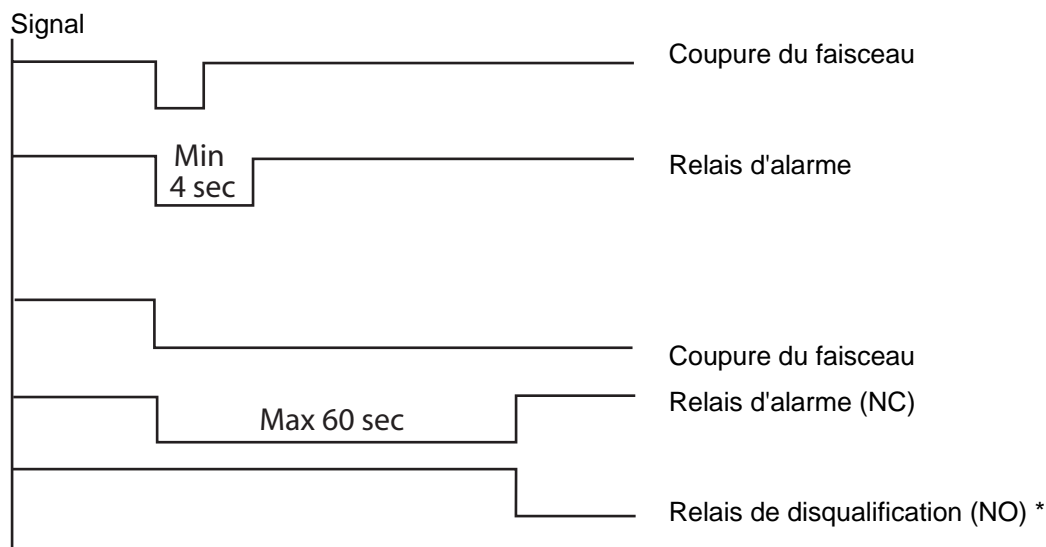 Signal
Coupure du faisceau
Min
4 sec
Relais d'alarme
Coupure du faisceau
Relais d'alarme (NC)
Max 60 sec
Relais de disqualification (NO) *